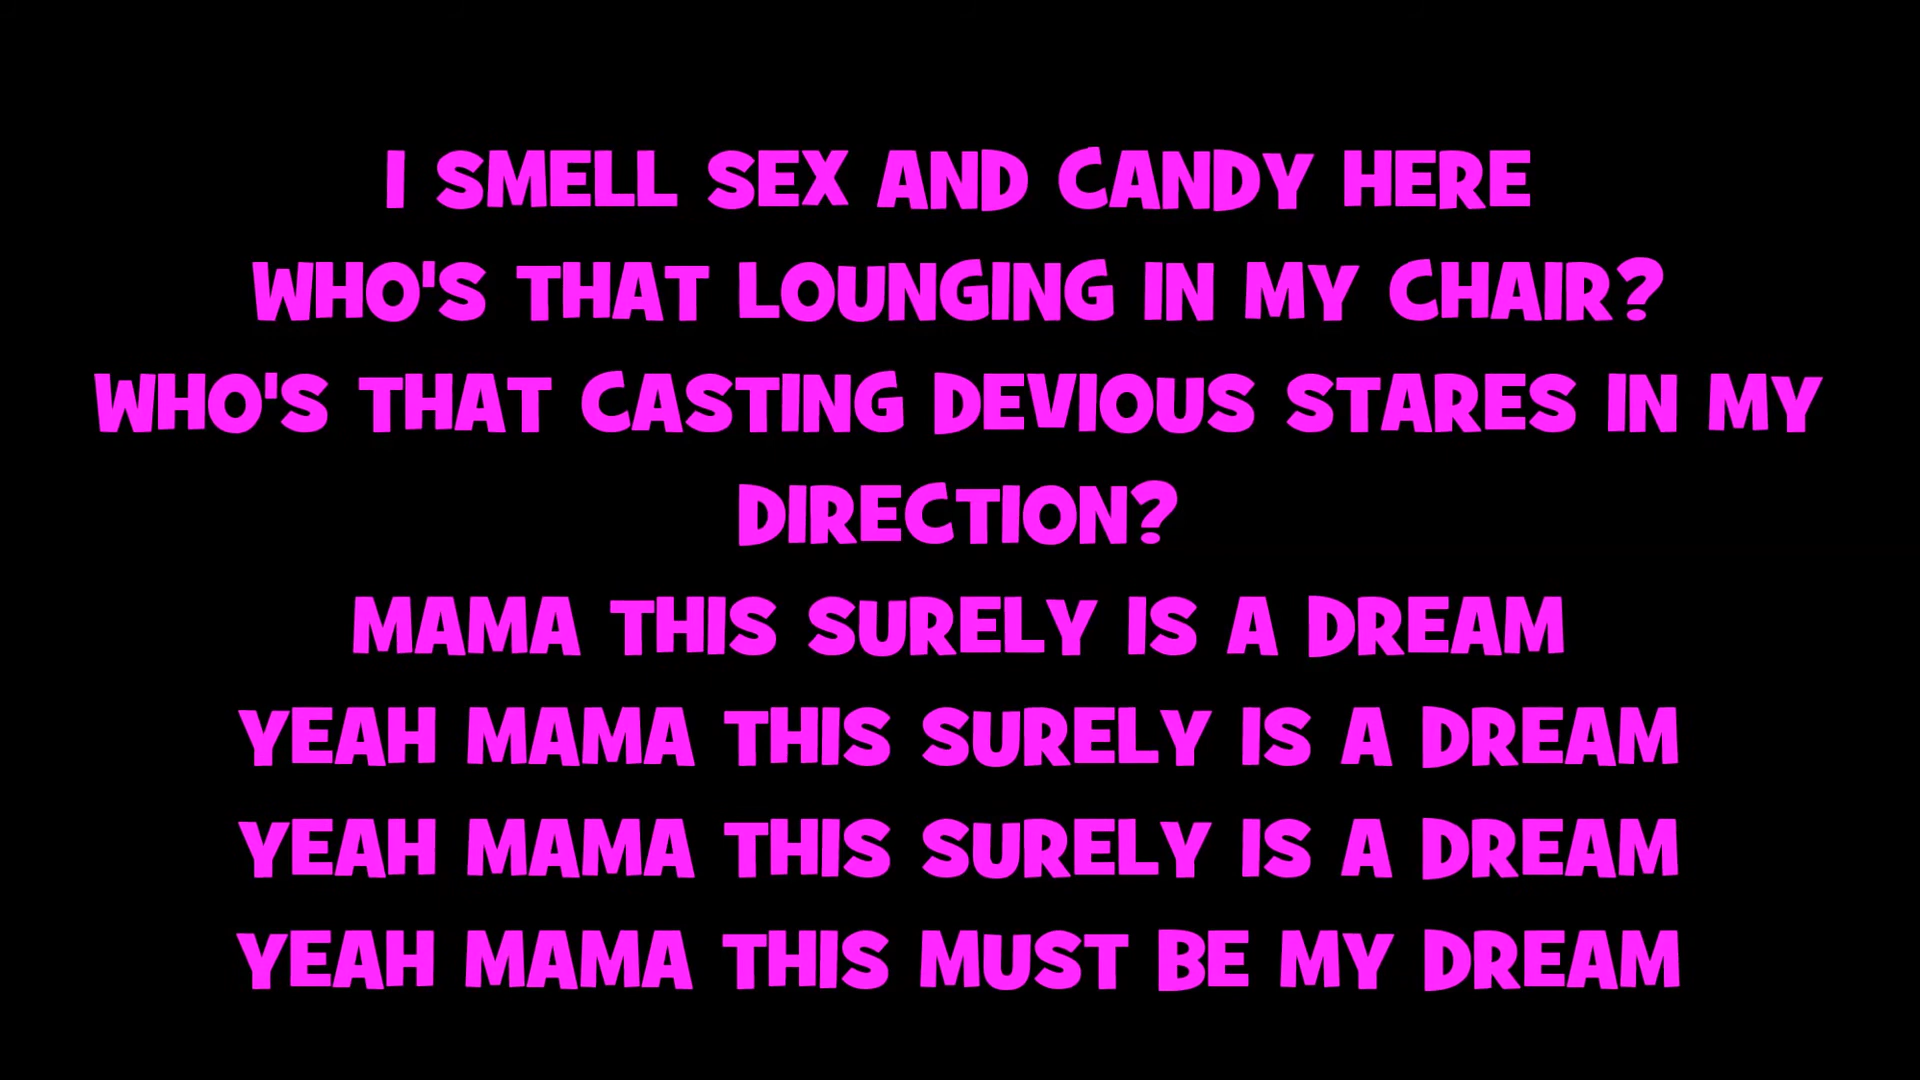 I SMELL SEX AND CANDY HERE
WHO'S THAT LOUNGING IN MY CHAIR?
WHO'S THAT CASTING DEVIOUS STARES IN MY
DIRECTION?
MAMA THIS SURELY IS A DREAM
YEAH MAMA THIS SURELY IS A DREAM
YEAH MAMA THIS SURELY IS A DREAM
YEAH MAMA THIS MUST BE MY DREAM